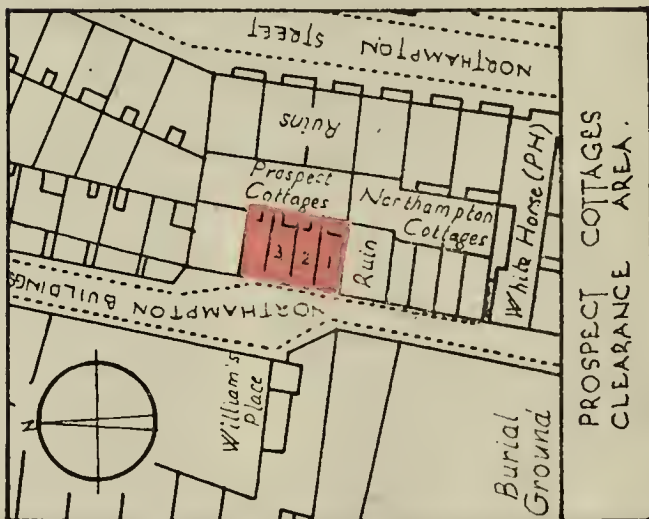 NORTHAMPTON
STREET
Ruins
Prospect
Cottages
Northampton
Cottages
3
2
1
Ruin
White Horse (PH)
NORTHAMPTON BUILDINGS
William's
Place
N
Burial
Ground
PROSPECT COTTAGES
CLEARANCE AREA.